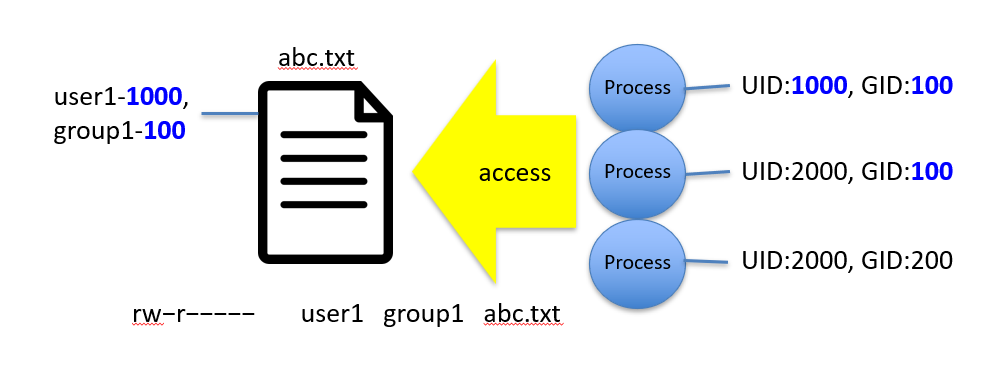 abc.txt
user1-1000,
group1-100
access
Process
UID:1000, GID:100
Process
UID:2000, GID:100
Process
UID:2000, GID:200
rw-r----- user1 group1 abc.txt